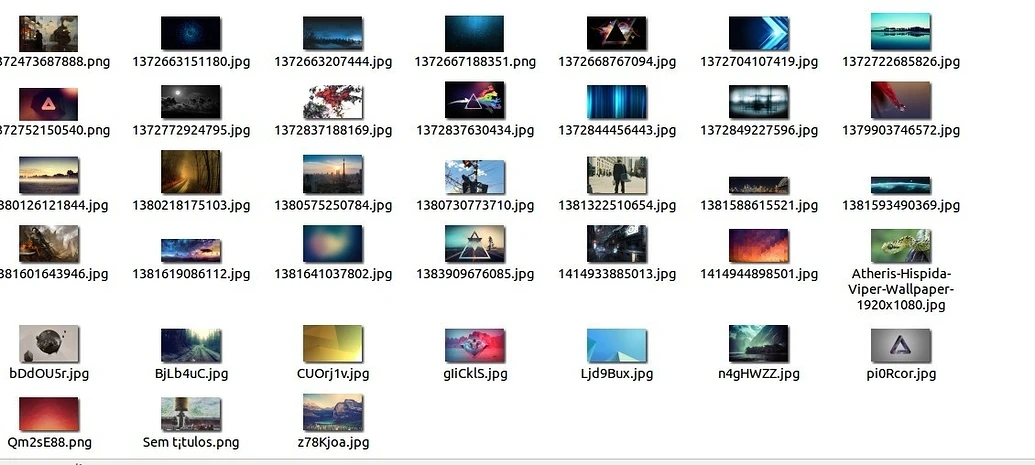 372473687888.png 1372663151180.jpg 1372663207444.jpg 1372667188351.png 1372668767094.jpg 1372704107419.jpg 1372722685826.jpg
372752150540.png 1372772924795.jpg 1372837188169.jpg 1372837630434.jpg 1372844456443.jpg 1372849227596.jpg 1379903746572.jpg
380126121844.jpg 1380218175103.jpg 1380575250784.jpg 1380730773710.jpg 1381322510654.jpg 1381588615521.jpg 1381593490369.jpg
381601643946.jpg 1381619086112.jpg 1381641037802.jpg 1383909676085.jpg 1414933885013.jpg 1414944898501.jpg Atheris-Hispida-
Viper-Wallpaper-
1920x1080.jpg
bDdOU5r.jpg BjLb4uC.jpg CUOrj1v.jpg gIiCklS.jpg Ljd9Bux.jpg n4gHWZZ.jpg pi0Rcor.jpg
Qm2sE88.png Sem t¡tulos.png z78Kjoa.jpg